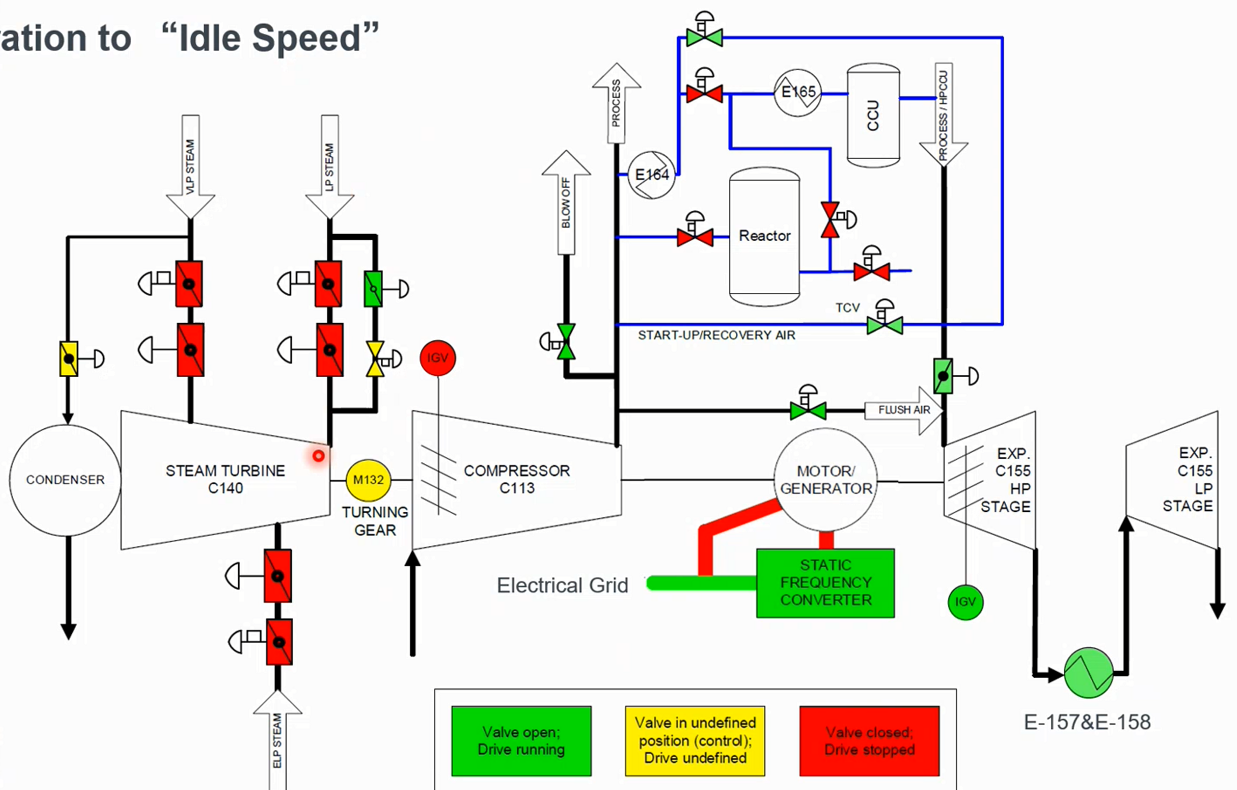 ation to “Idle Speed”
VLP STEAM
LP STEAM
PROCESS
BLOW OFF
E164
E165
CCU
PROCESS / HPCCU
Reactor
TCV
START-UP/RECOVERY AIR
IGV
FLUSH AIR
CONDENSER
STEAM TURBINE
C140
M132
TURNING
GEAR
COMPRESSOR
C113
MOTOR/
GENERATOR
EXP.
C155
HP
STAGE
EXP.
C155
LP
STAGE
Electrical Grid
STATIC
FREQUENCY
CONVERTER
IGV
ELP STEAM
E-157&E-158
Valve open;
Drive running
Valve in undefined
position (control);
Drive undefined
Valve closed;
Drive stopped